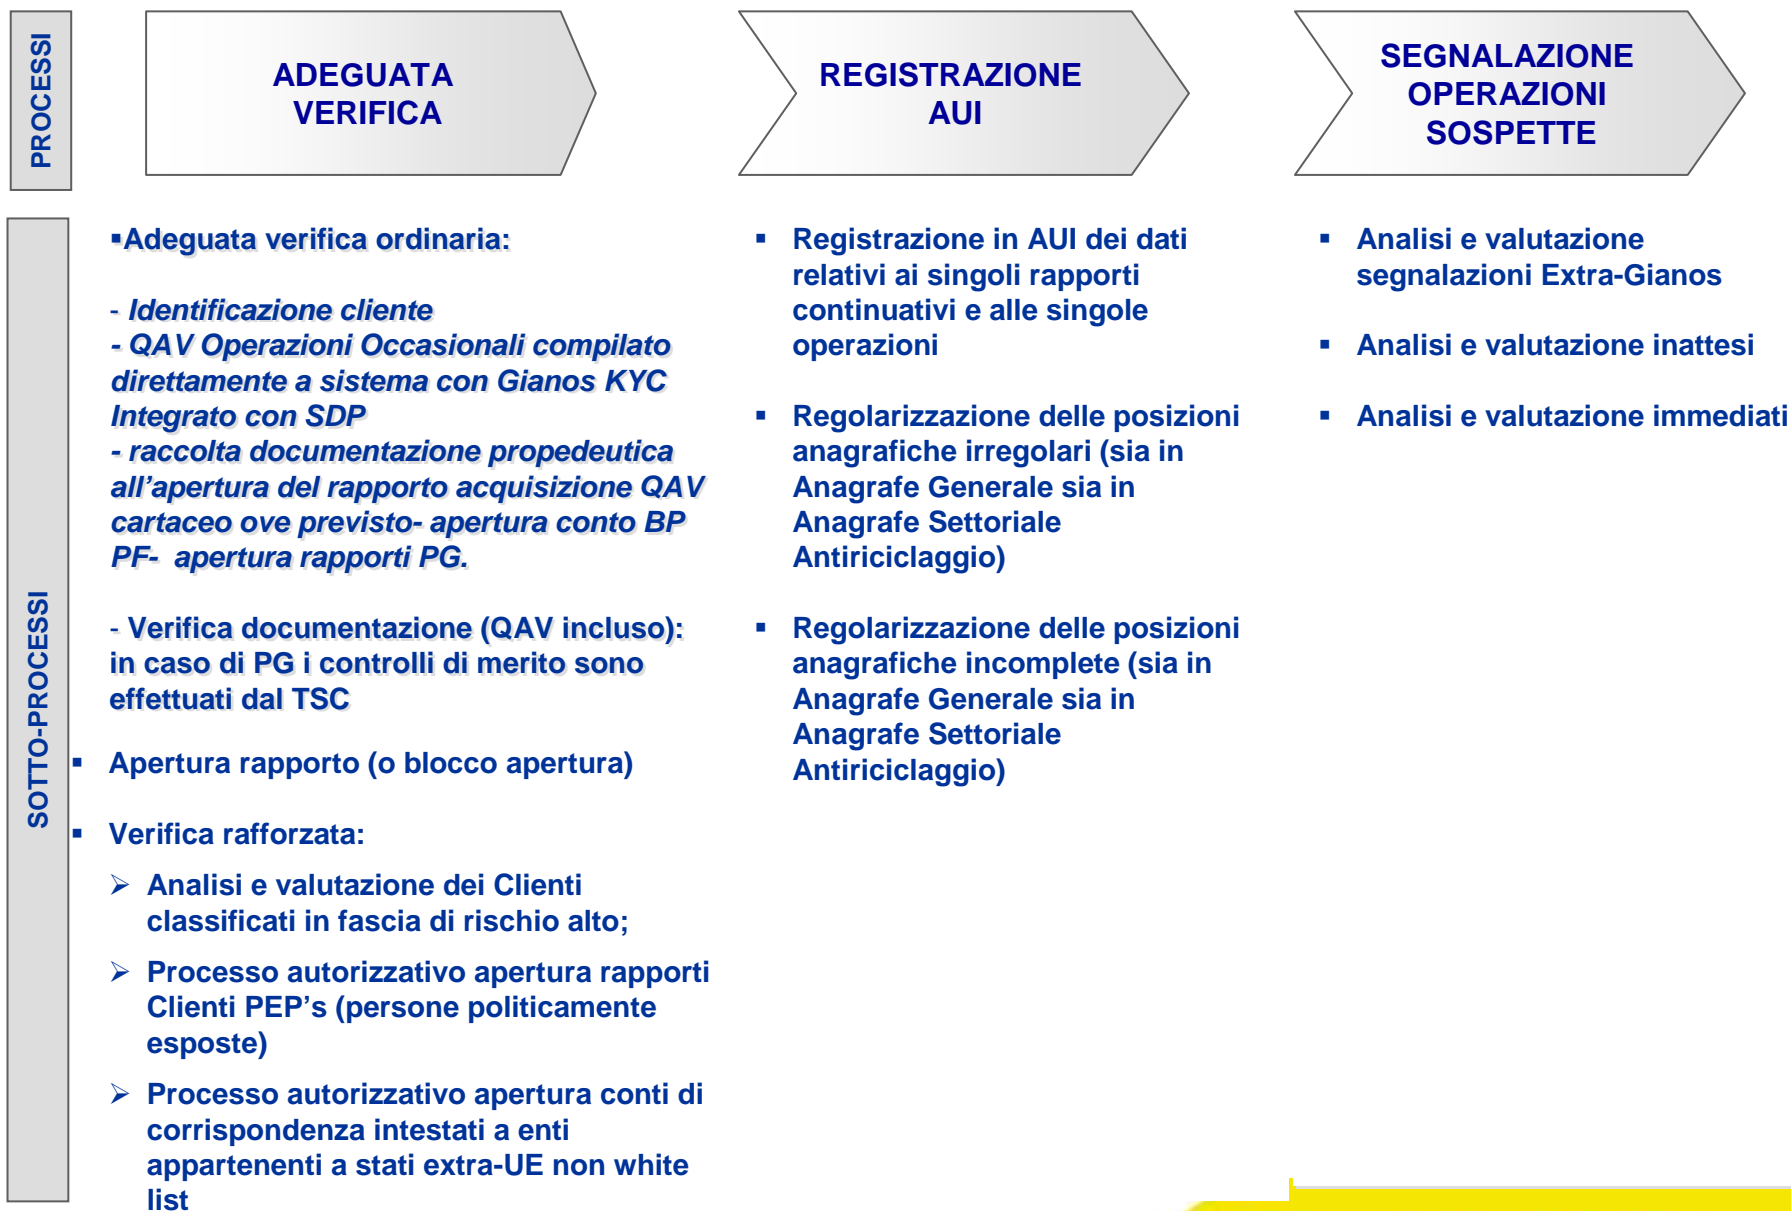 PROCESSI
ADEGUATA
VERIFICA
REGISTRAZIONE
AUI
SEGNALAZIONE
OPERAZIONI
SOSPETTE
SOTTO-PROCESSI
▪Adeguata verifica ordinaria:
- Identificazione cliente
- QAV Operazioni Occasionali compilato
direttamente a sistema con Gianos KYC
Integrato con SDP
- raccolta documentazione propedeutica
all’apertura del rapporto acquisizione QAV
cartaceo ove previsto- apertura conto BP
PF- apertura rapporti PG.
- Verifica documentazione (QAV incluso):
in caso di PG i controlli di merito sono
effettuati dal TSC
▪ Apertura rapporto (o blocco apertura)
▪ Verifica rafforzata:
➢ Analisi e valutazione dei Clienti
classificati in fascia di rischio alto;
➢ Processo autorizzativo apertura rapporti
Clienti PEP’s (persone politicamente
esposte)
➢ Processo autorizzativo apertura conti di
corrispondenza intestati a enti
appartenenti a stati extra-UE non white
list
▪ Registrazione in AUI dei dati
relativi ai singoli rapporti
continuativi e alle singole
operazioni
▪ Regolarizzazione delle posizioni
anagrafiche irregolari (sia in
Anagrafe Generale sia in
Anagrafe Settoriale
Antiriciclaggio)
▪ Regolarizzazione delle posizioni
anagrafiche incomplete (sia in
Anagrafe Generale sia in
Anagrafe Settoriale
Antiriciclaggio)
▪ Analisi e valutazione
segnalazioni Extra-Gianos
▪ Analisi e valutazione inattesi
▪ Analisi e valutazione immediati